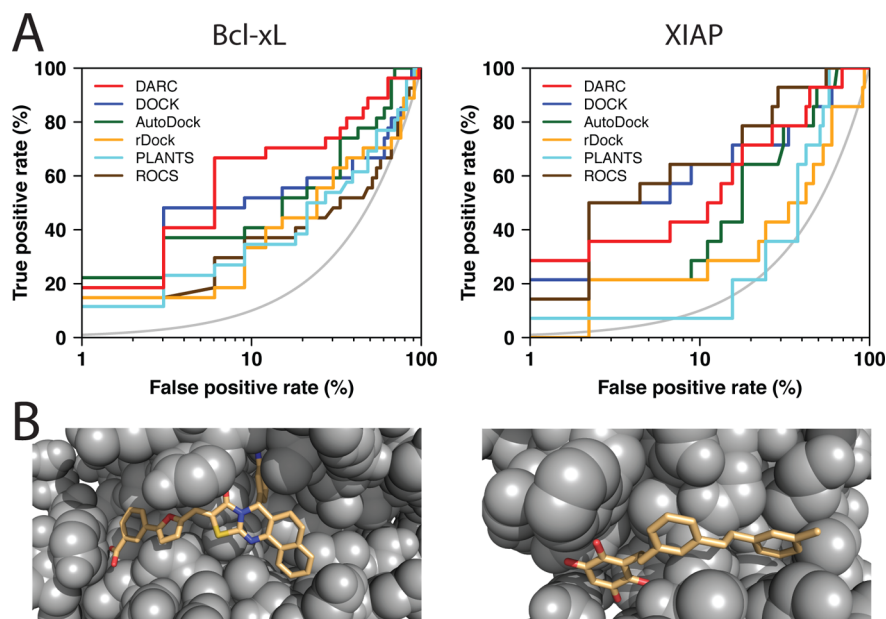 A
Bcl-xL
XIAP
True positive rate (%)
100
80
60
40
20
0
DARC
DOCK
AutoDock
rDock
PLANTS
ROCS
1
10
100
False positive rate (%)
True positive rate (%)
100
80
60
40
20
0
DARC
DOCK
AutoDock
rDock
PLANTS
ROCS
1
10
100
False positive rate (%)
B